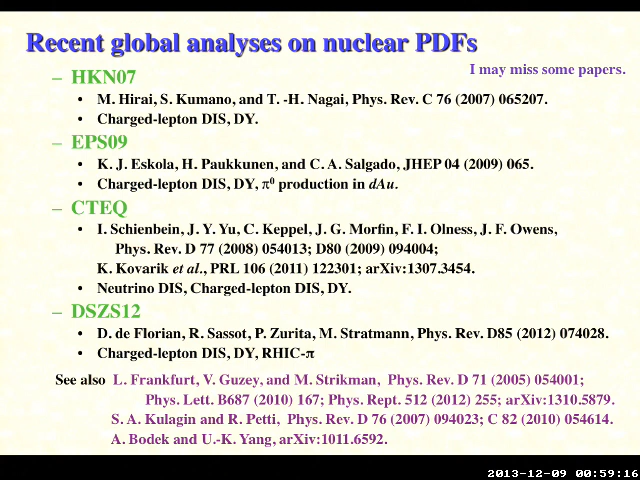 Recent global analyses on nuclear PDFs
I may miss some papers.
– HKN07
• M. Hirai, S. Kumano, and T. -H. Nagai, Phys. Rev. C 76 (2007) 065207.
• Charged-lepton DIS, DY.
– EPS09
• K. J. Eskola, H. Paukkunen, and C. A. Salgado, JHEP 04 (2009) 065.
• Charged-lepton DIS, DY, π⁰ production in dAu.
– CTEQ
• I. Schienbein, J. Y. Yu, C. Keppel, J. G. Morfin, F. I. Olness, J. F. Owens,
Phys. Rev. D 77 (2008) 054013; D80 (2009) 094004;
K. Kovarik et al., PRL 106 (2011) 122301; arXiv:1307.3454.
• Neutrino DIS, Charged-lepton DIS, DY.
– DSZS12
• D. de Florian, R. Sassot, P. Zurita, M. Stratmann, Phys. Rev. D85 (2012) 074028.
• Charged-lepton DIS, DY, RHIC-π
See also L. Frankfurt, V. Guzey, and M. Strikman, Phys. Rev. D 71 (2005) 054001;
Phys. Lett. B687 (2010) 167; Phys. Rept. 512 (2012) 255; arXiv:1310.5879.
S. A. Kulagin and R. Petti, Phys. Rev. D 76 (2007) 094023; C 82 (2010) 054614.
A. Bodek and U.-K. Yang, arXiv:1011.6592.
2013-12-09 00:59:16